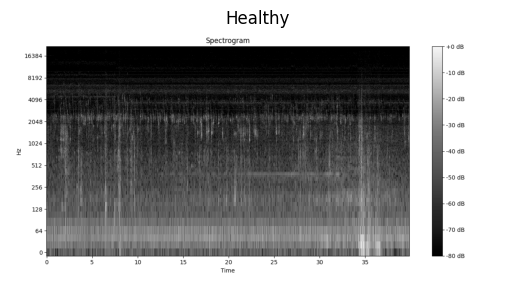 Healthy
Spectrogram
16384
8192
4096
2048
1024
512
256
128
64
0
Hz
0 5 10 15 20 25 30 35
Time
+0 dB
-10 dB
-20 dB
-30 dB
-40 dB
-50 dB
-60 dB
-70 dB
-80 dB